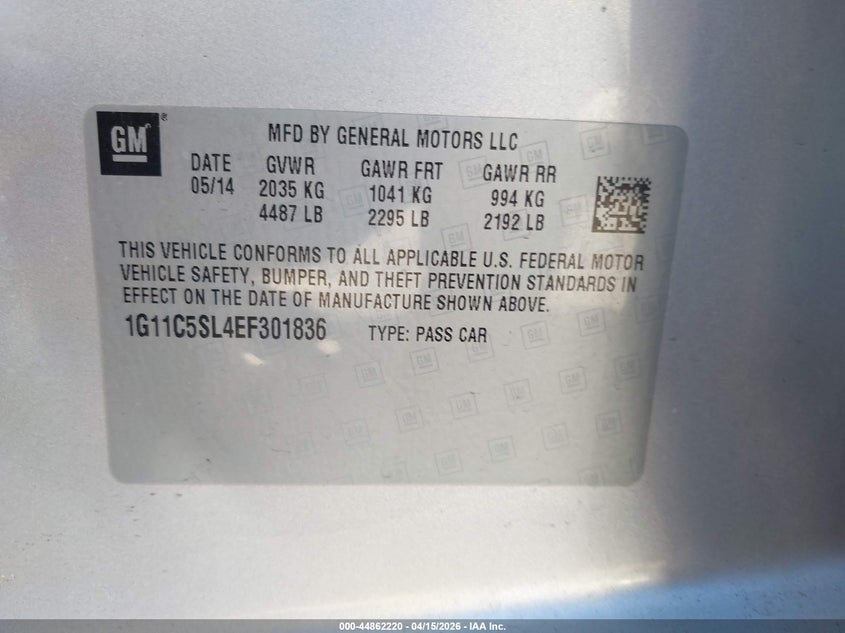 GM ®
MFD BY GENERAL MOTORS LLC
DATE GVWR GAWR FRT GAWR RR
05/14 2035 KG 1041 KG 994 KG
4487 LB 2295 LB 2192 LB
THIS VEHICLE CONFORMS TO ALL APPLICABLE U.S. FEDERAL MOTOR
VEHICLE SAFETY, BUMPER, AND THEFT PREVENTION STANDARDS IN
EFFECT ON THE DATE OF MANUFACTURE SHOWN ABOVE.
1G11C5SL4EF301836 TYPE: PASS CAR
000-44862220 - 04/15/2026 - IAA Inc.